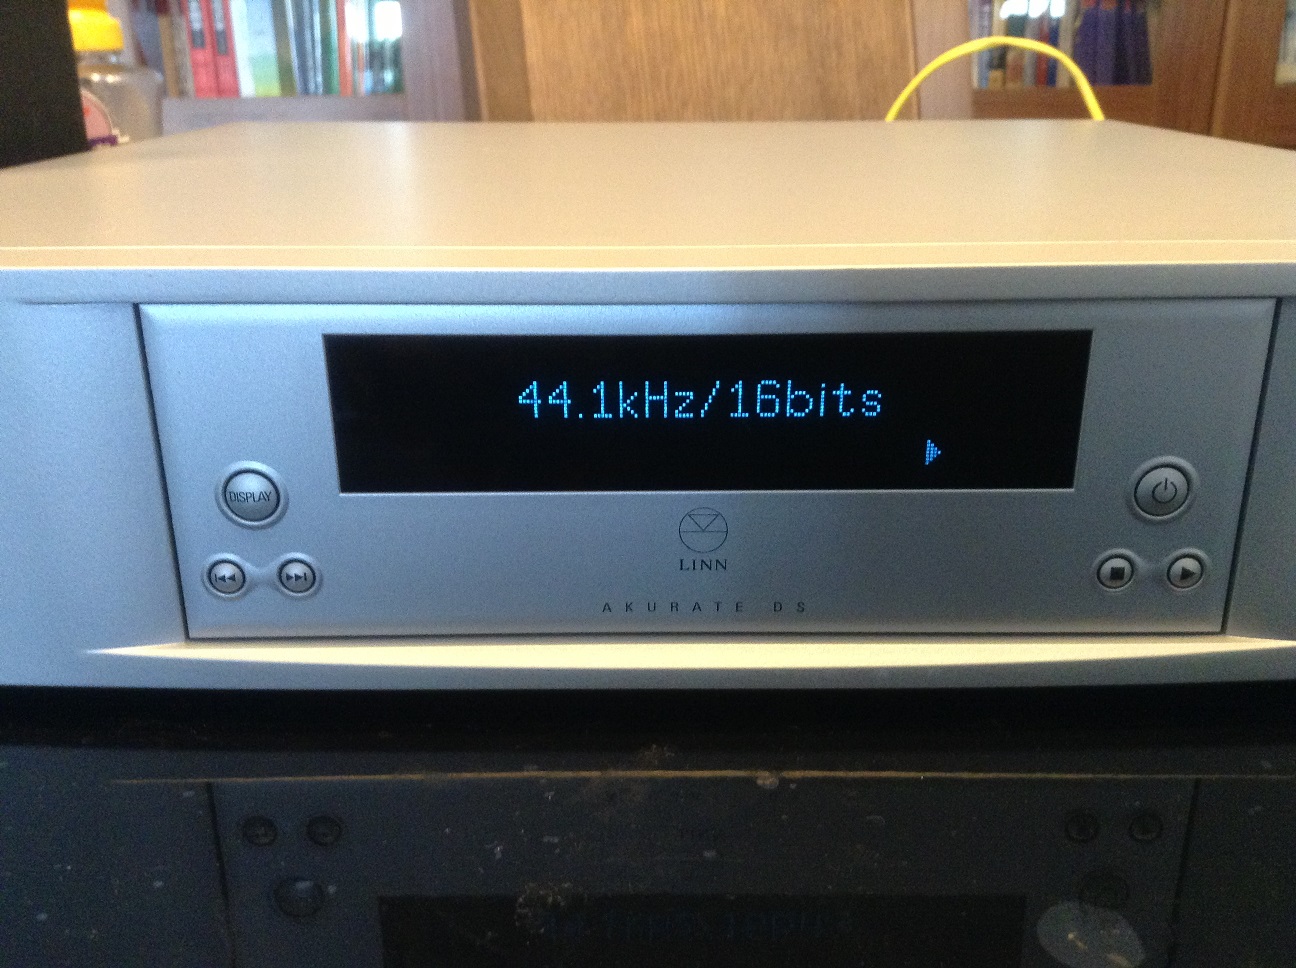 44.1kHz/16bits
DISPLAY
LINN
AKURATE DS